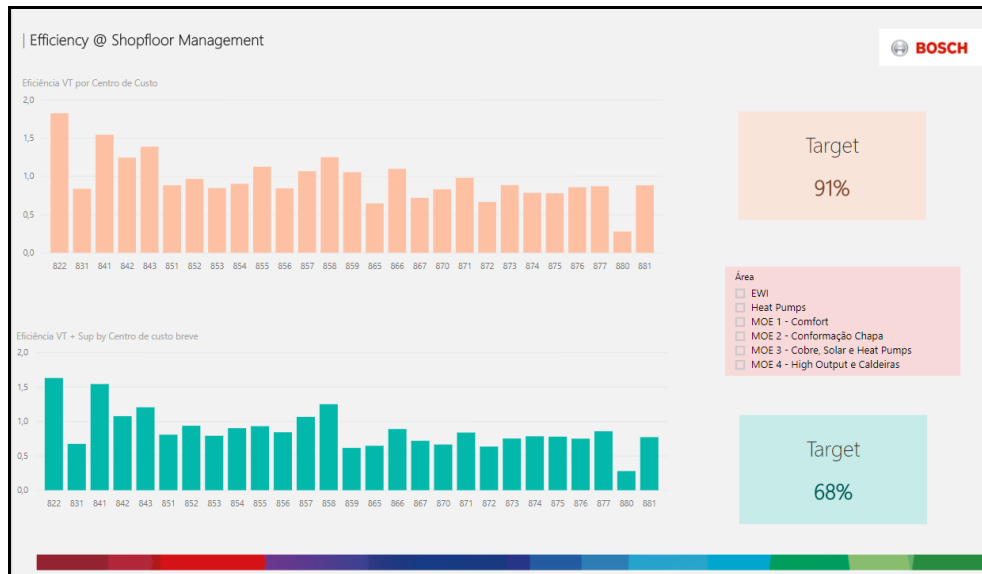 | Efficiency @ Shopfloor Management
BOSCH
Eficiência VT por Centro de Custo
2,0
1,5
1,0
0,5
0,0
822 831 841 842 843 851 852 853 854 855 856 857 858 859 865 866 867 870 871 872 873 874 875 876 877 880 881
Target
91%
Área
EWI
Heat Pumps
MOE 1 - Comfort
MOE 2 - Conformação Chapa
MOE 3 - Cobre, Solar e Heat Pumps
MOE 4 - High Output e Caldeiras
Eficiência VT + Sup by Centro de custo breve
2,0
1,5
1,0
0,5
0,0
822 831 841 842 843 851 852 853 854 855 856 857 858 859 865 866 867 870 871 872 873 874 875 876 877 880 881
Target
68%